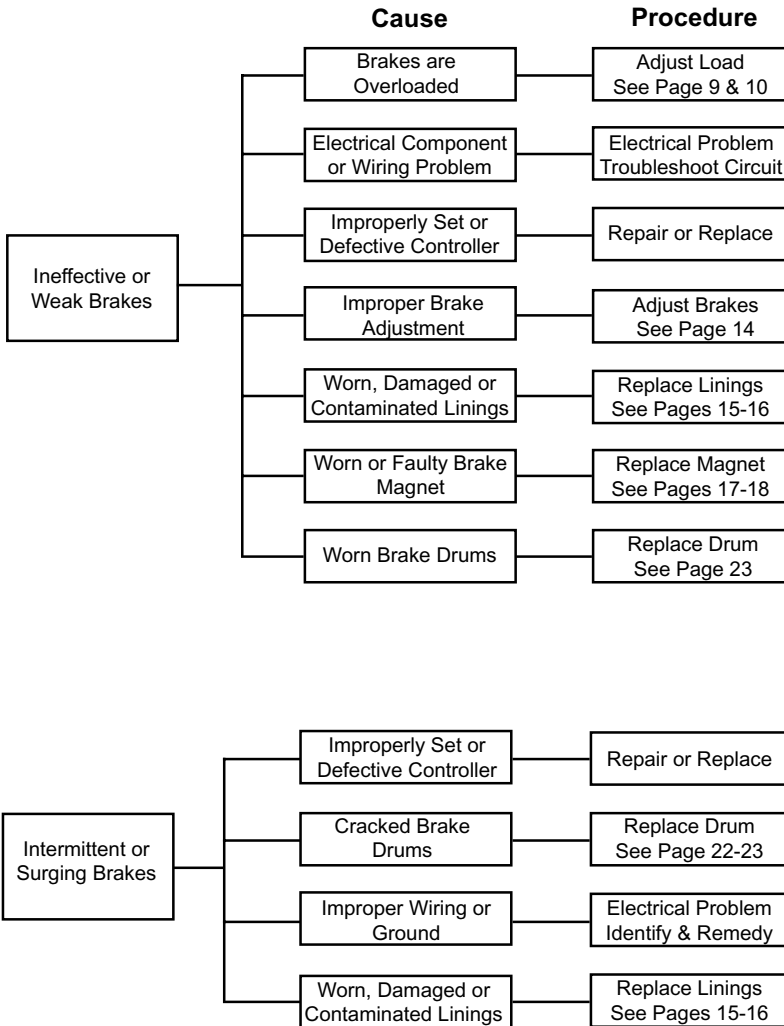 Cause
Procedure
Brakes are
Overloaded
Adjust Load
See Page 9 & 10
Electrical Component
or Wiring Problem
Electrical Problem
Troubleshoot Circuit
Improperly Set or
Defective Controller
Repair or Replace
Ineffective or
Weak Brakes
Improper Brake
Adjustment
Adjust Brakes
See Page 14
Worn, Damaged or
Contaminated Linings
Replace Linings
See Pages 15-16
Worn or Faulty Brake
Magnet
Replace Magnet
See Pages 17-18
Worn Brake Drums
Replace Drum
See Page 23
Improperly Set or
Defective Controller
Repair or Replace
Intermittent or
Surging Brakes
Cracked Brake
Drums
Replace Drum
See Page 22-23
Improper Wiring or
Ground
Electrical Problem
Identify & Remedy
Worn, Damaged or
Contaminated Linings
Replace Linings
See Pages 15-16